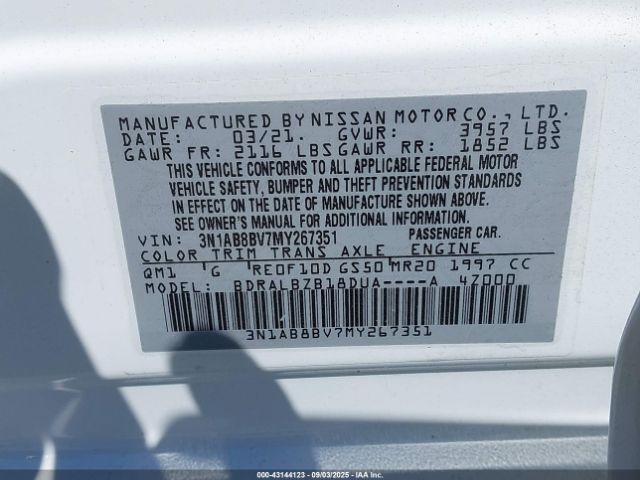 MANUFACTURED BY NISSAN MOTOR CO., LTD.
DATE: 03/21. GVWR: 3957 LBS
GAWR FR: 2116 LBS GAWR RR: 1852 LBS
THIS VEHICLE CONFORMS TO ALL APPLICABLE FEDERAL MOTOR
VEHICLE SAFETY, BUMPER AND THEFT PREVENTION STANDARDS
IN EFFECT ON THE DATE OF MANUFACTURE SHOWN ABOVE.
SEE OWNER'S MANUAL FOR ADDITIONAL INFORMATION.
VIN: 3N1AB8BV7MY267351 PASSENGER CAR.
COLOR TRIM TRANS AXLE ENGINE
QM1 G RE0F10D GS50 MR20 1997 CC
MODEL: BDRALBZB18DUA----A 4Z000
3N1AB8BV7MY267351
000-43144123 - 09/03/2025 - IAA Inc.